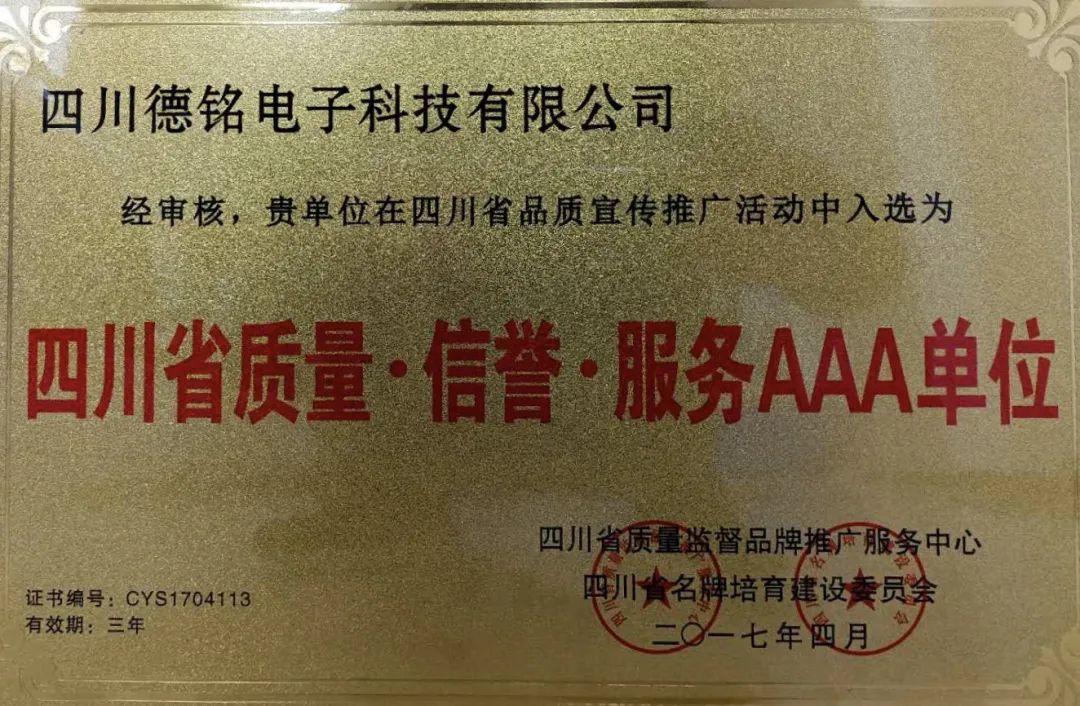 四川德铭电子科技有限公司
经审核，贵单位在四川省品质宣传推广活动中入选为
四川省质量·信誉·服务AAA单位
四川省质量监督品牌推广服务中心
四川省名牌培育建设委员会
二〇一七年四月
证书编号：CYS1704113
有效期：三年